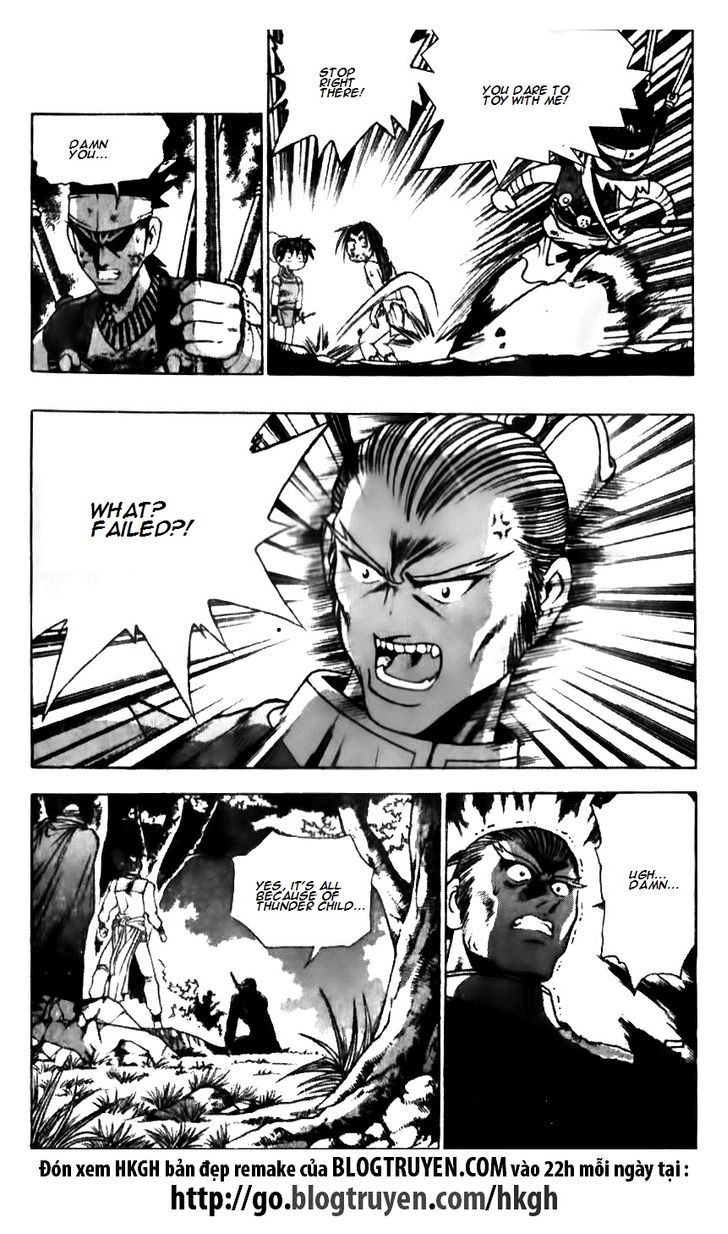 DAMN
YOU...
STOP
RIGHT
THERE!
YOU DARE TO
TOY WITH ME!
WHAT?
FAILED?!
YES, IT'S ALL
BECAUSE OF
THUNDER CHILD...
UGH...
DAMN...
Đón xem HKGH bản đẹp remake của BLOGTRUYEN.COM vào 22h mỗi ngày tại :
http://go.blogtruyen.com/hkgh